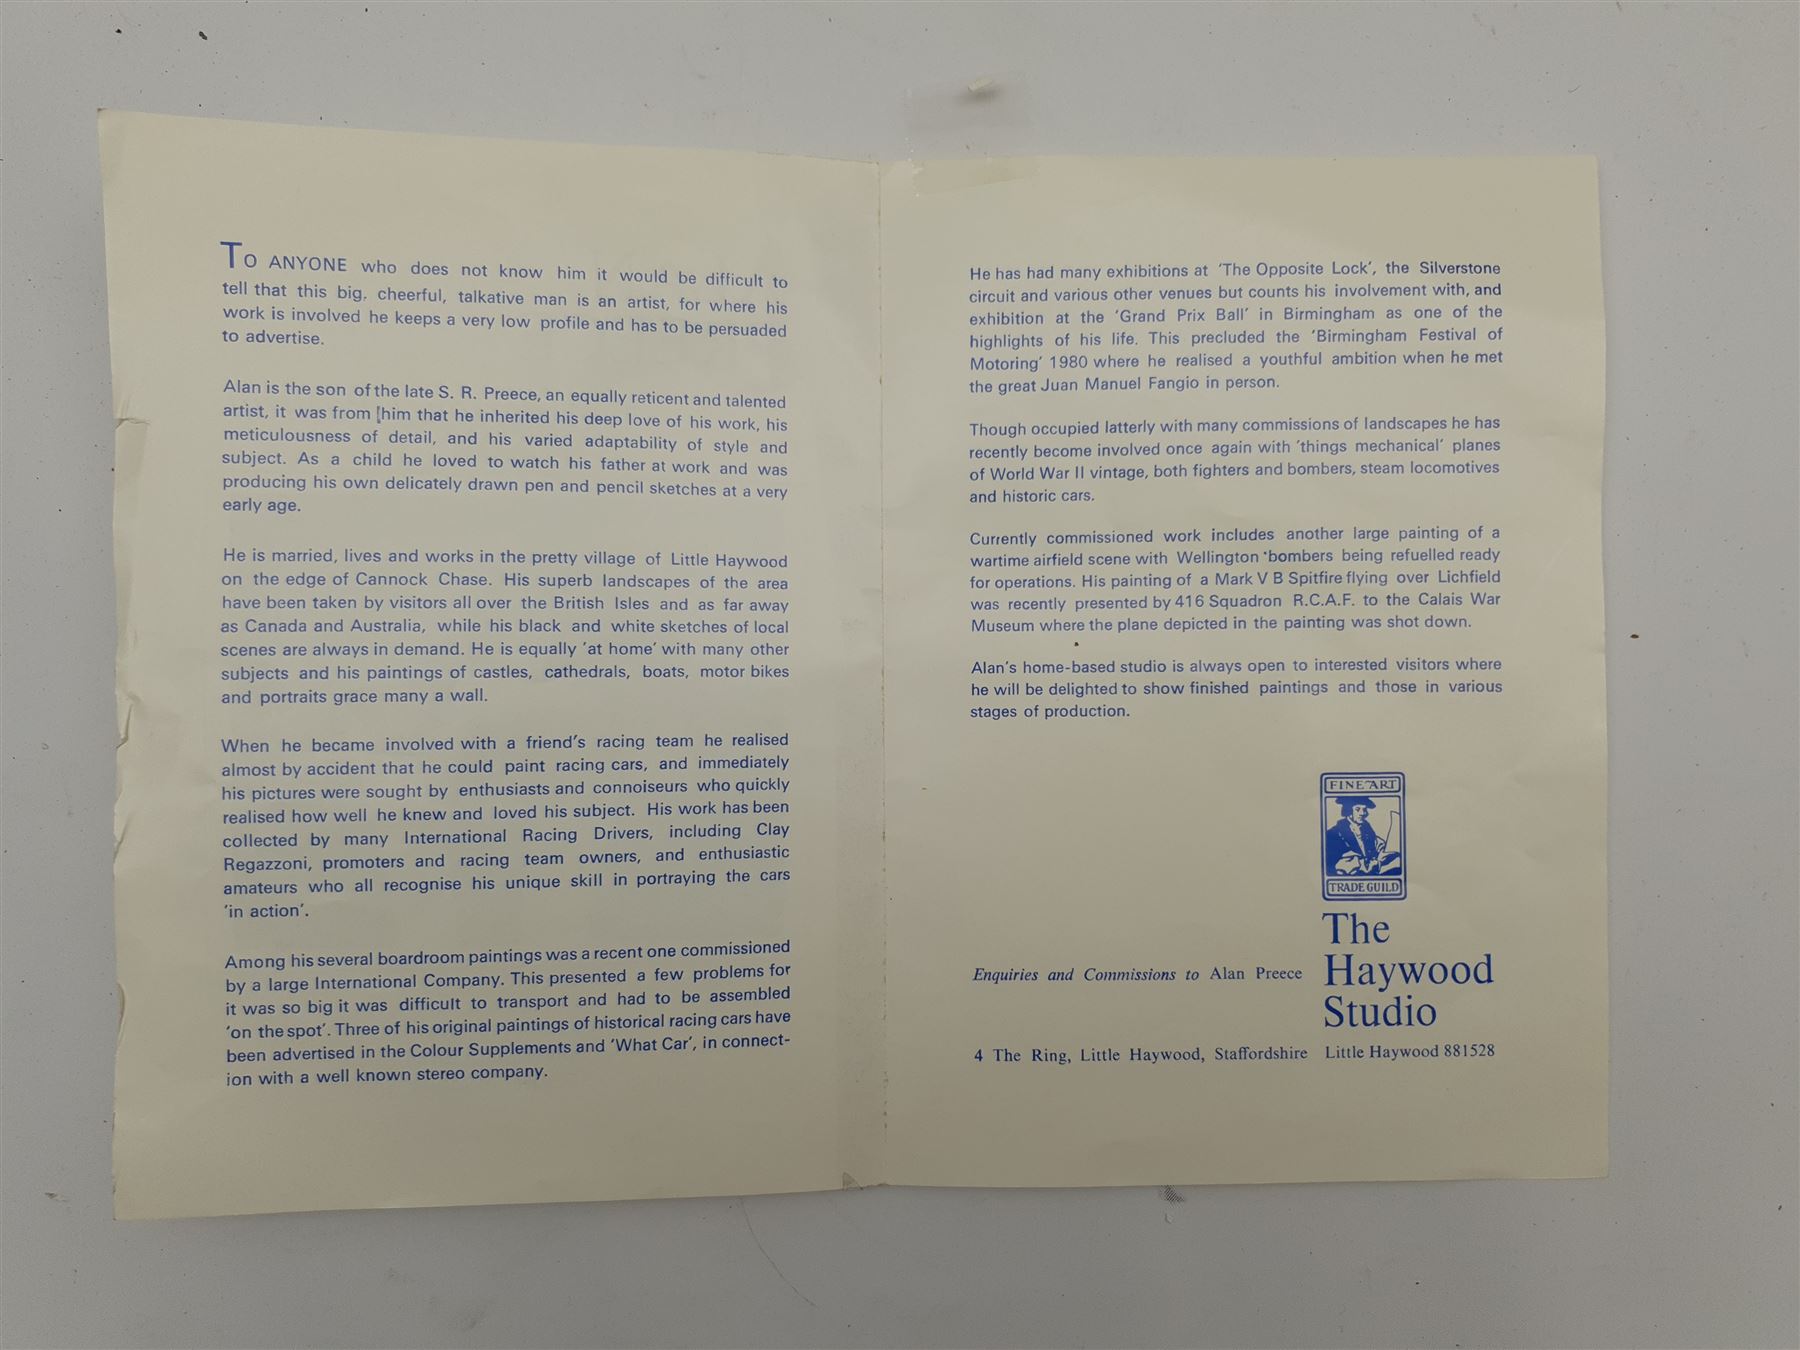 To ANYONE who does not know him it would be difficult to
tell that this big, cheerful, talkative man is an artist, for where his
work is involved he keeps a very low profile and has to be persuaded
to advertise.
Alan is the son of the late S. R. Preece, an equally reticent and talented
artist, it was from him that he inherited his deep love of his work, his
meticulousness of detail, and his varied adaptability of style and
subject. As a child he loved to watch his father at work and was
producing his own delicately drawn pen and pencil sketches at a very
early age.
He is married, lives and works in the pretty village of Little Haywood
on the edge of Cannock Chase. His superb landscapes of the area
have been taken by visitors all over the British Isles and as far away
as Canada and Australia, while his black and white sketches of local
scenes are always in demand. He is equally 'at home' with many other
subjects and his paintings of castles, cathedrals, boats, motor bikes
and portraits grace many a wall.
When he became involved with a friend's racing team he realised
almost by accident that he could paint racing cars, and immediately
his pictures were sought by enthusiasts and connoiseurs who quickly
realised how well he knew and loved his subject. His work has been
collected by many International Racing Drivers, including Clay
Regazzoni, promoters and racing team owners, and enthusiastic
amateurs who all recognise his unique skill in portraying the cars
'in action'.
Among his several boardroom paintings was a recent one commissioned
by a large International Company. This presented a few problems for
it was so big it was difficult to transport and had to be assembled
'on the spot'. Three of his original paintings of historical racing cars have
been advertised in the Colour Supplements and 'What Car', in connect-
ion with a well known stereo company.
He has had many exhibitions at 'The Opposite Lock', the Silverstone
circuit and various other venues but counts his involvement with, and
exhibition at the 'Grand Prix Ball' in Birmingham as one of the
highlights of his life. This precluded the 'Birmingham Festival of
Motoring' 1980 where he realised a youthful ambition when he met
the great Juan Manuel Fangio in person.
Though occupied latterly with many commissions of landscapes he has
recently become involved once again with 'things mechanical' planes
of World War II vintage, both fighters and bombers, steam locomotives
and historic cars.
Currently commissioned work includes another large painting of a
wartime airfield scene with Wellington bombers being refuelled ready
for operations. His painting of a Mark V B Spitfire flying over Lichfield
was recently presented by 416 Squadron R.C.A.F. to the Calais War
Museum where the plane depicted in the painting was shot down.
Alan's home-based studio is always open to interested visitors where
he will be delighted to show finished paintings and those in various
stages of production.
FINE ART
TRADE GUILD
The
Haywood
Studio
Enquiries and Commissions to Alan Preece
4 The Ring, Little Haywood, Staffordshire Little Haywood 881528